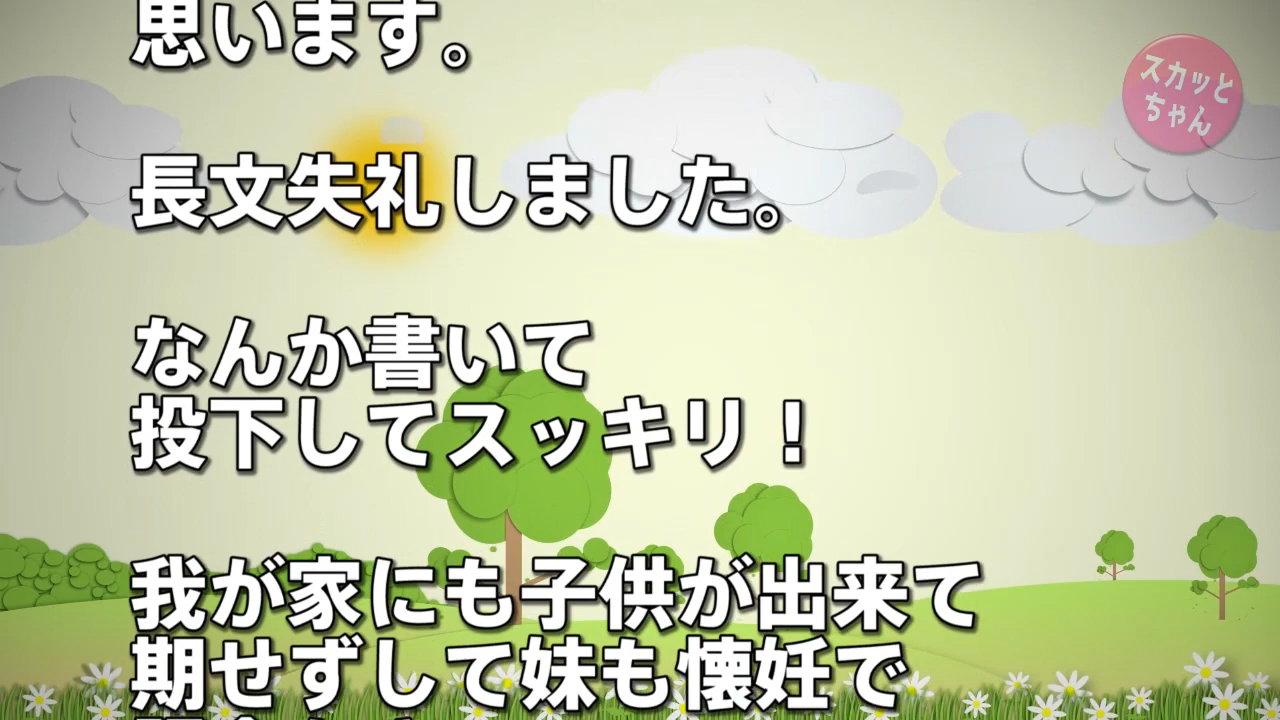 思います。
スカッと
ちゃん
長文失礼しました。
なんか書いて
投下してスッキリ！
我が家にも子供が出来て
期せずして妹も懐妊で